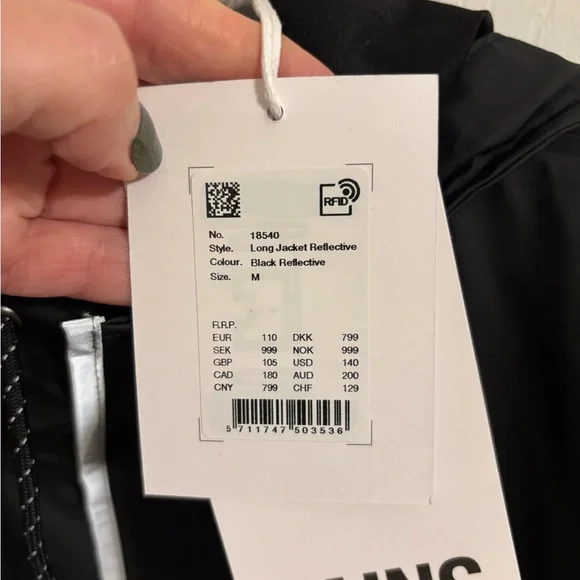 RFID
No. 18540
Style. Long Jacket Reflective
Colour. Black Reflective
Size. M
R.R.P.
EUR 110 DKK 799
SEK 999 NOK 999
GBP 105 USD 140
CAD 180 AUD 200
CNY 799 CHF 129
5 711747 503536